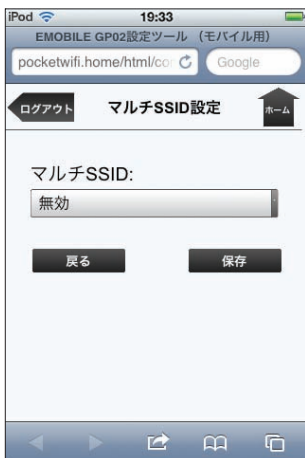 iPod 19:33
EMOBILE GP02設定ツール (モバイル用)
pocketwifi.home/html/co Google
ログアウト マルチSSID設定 ホーム
マルチSSID:
無効
戻る 保存